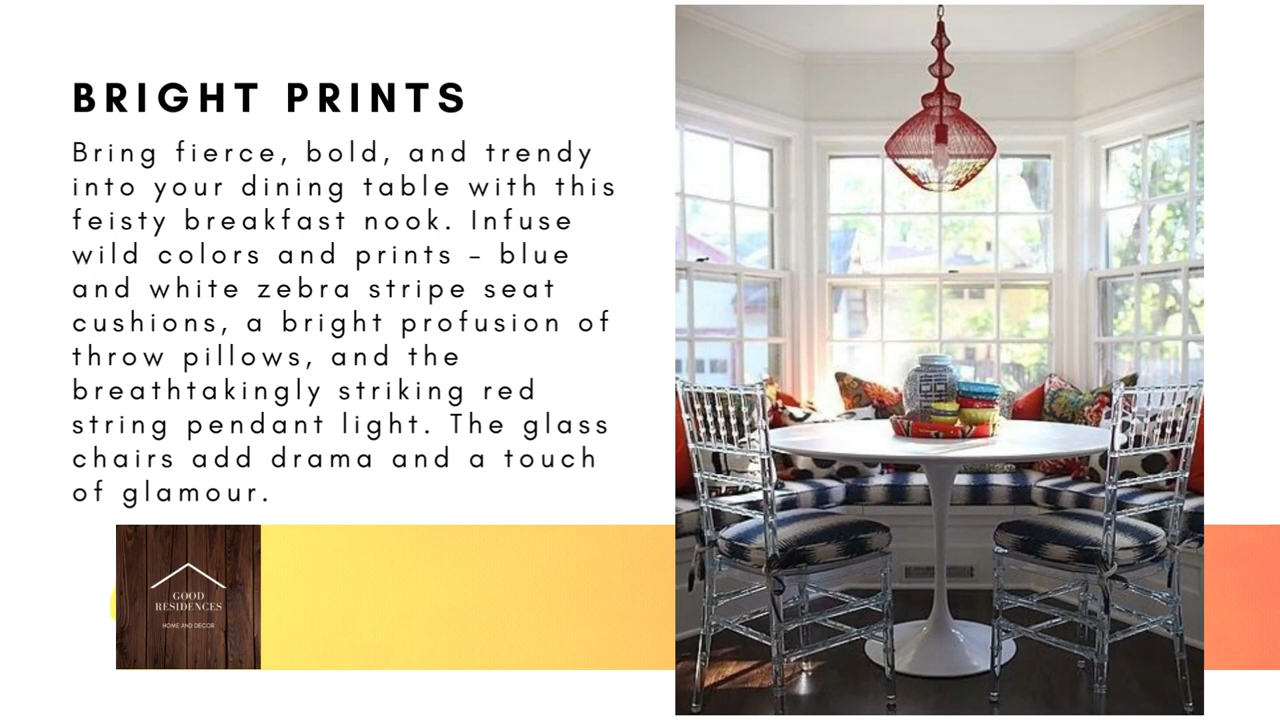 BRIGHT PRINTS
Bring fierce, bold, and trendy
into your dining table with this
feisty breakfast nook. Infuse
wild colors and prints – blue
and white zebra stripe seat
cushions, a bright profusion of
throw pillows, and the
breathtakingly striking red
string pendant light. The glass
chairs add drama and a touch
of glamour.
GOOD
RESIDENCES
HOME AND DECOR